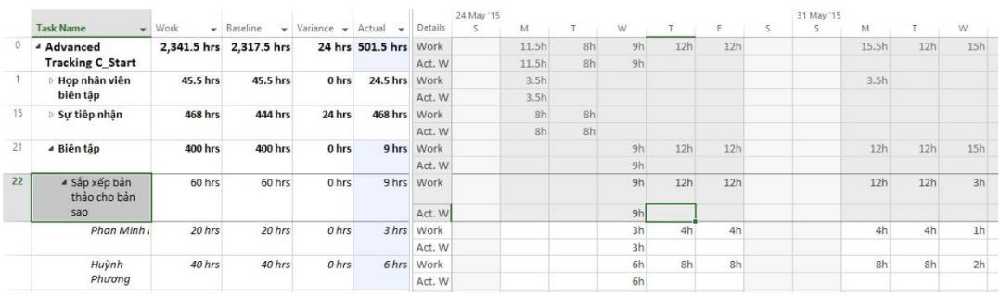 24 May '15 31 May '15
Task Name Work Baseline Variance Actual Details S M T W T F S S M T W
0 Advanced 2,341.5 hrs 2,317.5 hrs 24 hrs 501.5 hrs Work 11.5h 8h 9h 12h 12h 15.5h 12h 15h
Tracking C_Start Act. W 11.5h 8h 9h
1 Họp nhân viên 45.5 hrs 45.5 hrs 0 hrs 24.5 hrs Work 3.5h 3.5h
biên tập Act. W 3.5h
15 Sự tiêp nhận 468 hrs 444 hrs 24 hrs 468 hrs Work 8h 8h
Act. W 8h 8h
21 Biên tập 400 hrs 400 hrs 0 hrs 9 hrs Work 9h 12h 12h 12h 12h 15h
Act. W 9h
22 Sắp xếp bản 60 hrs 60 hrs 0 hrs 9 hrs Work 9h 12h 12h 12h 12h 3h
thảo cho bản
sao Act. W 9h
Phan Minh 20 hrs 20 hrs 0 hrs 3 hrs Work 3h 4h 4h 4h 4h 1h
Act. W 3h
Huỳnh 40 hrs 40 hrs 0 hrs 6 hrs Work 6h 8h 8h 8h 8h 2h
Phương Act. W 6h